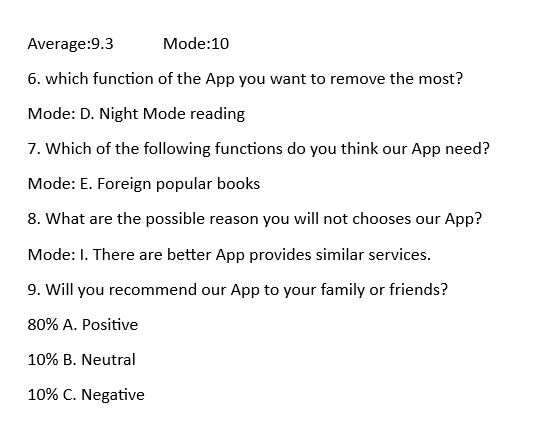 Average:9.3 Mode:10
6. which function of the App you want to remove the most?
Mode: D. Night Mode reading
7. Which of the following functions do you think our App need?
Mode: E. Foreign popular books
8. What are the possible reason you will not chooses our App?
Mode: I. There are better App provides similar services.
9. Will you recommend our App to your family or friends?
80% A. Positive
10% B. Neutral
10% C. Negative